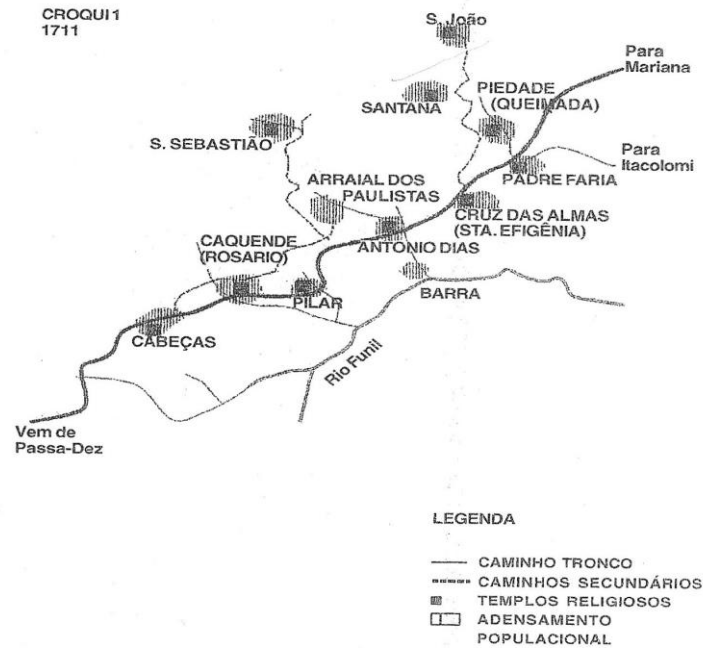 CROQUI 1
1711
S. João
Para
Mariana
PIEDADE
(QUEIMADA)
SANTANA
S. SEBASTIÃO
Para
Itacolomi
ARRAIAL DOS
PAULISTAS
PADRE FARIA
CRUZ DAS ALMAS
(STA. EFIGÊNIA)
CAQUENDE
(ROSARIO)
ANTONIO DIAS
PILAR
BARRA
CABEÇAS
Rio Funil
Vem de
Passa-Dez
LEGENDA
CAMINHO TRONCO
CAMINHOS SECUNDÁRIOS
TEMPLOS RELIGIOSOS
ADENSAMENTO
POPULACIONAL